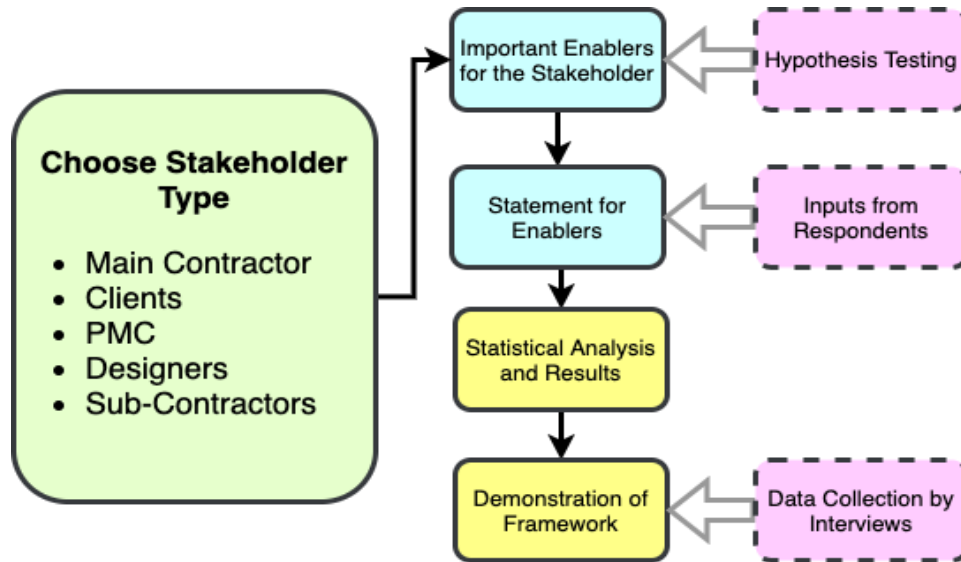 Choose Stakeholder
Type
• Main Contractor
• Clients
• PMC
• Designers
• Sub-Contractors
Important Enablers
for the Stakeholder
Hypothesis Testing
Statement for
Enablers
Inputs from
Respondents
Statistical Analysis
and Results
Demonstration of
Framework
Data Collection by
Interviews